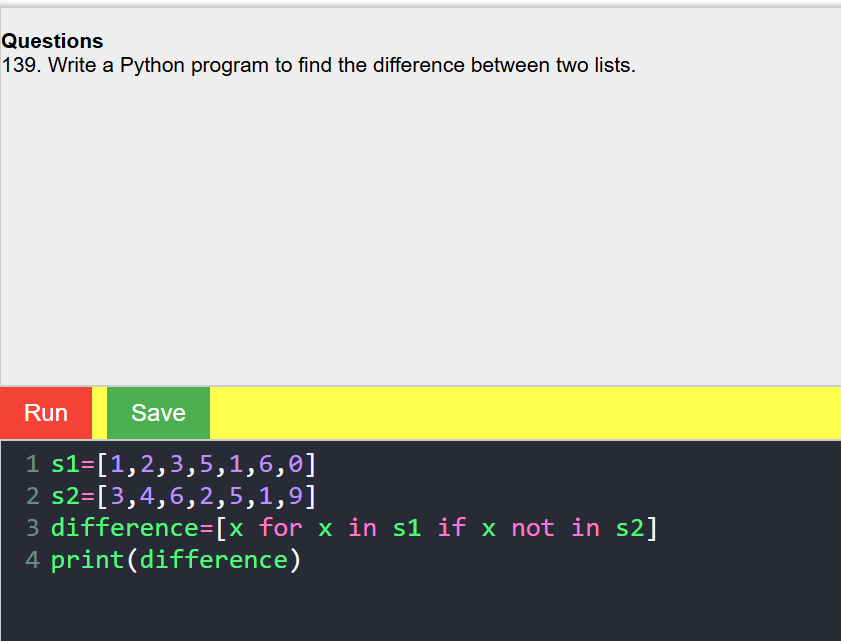 Questions
139. Write a Python program to find the difference between two lists.
Run Save
1 s1=[1,2,3,5,1,6,0]
2 s2=[3,4,6,2,5,1,9]
3 difference=[x for x in s1 if x not in s2]
4 print(difference)